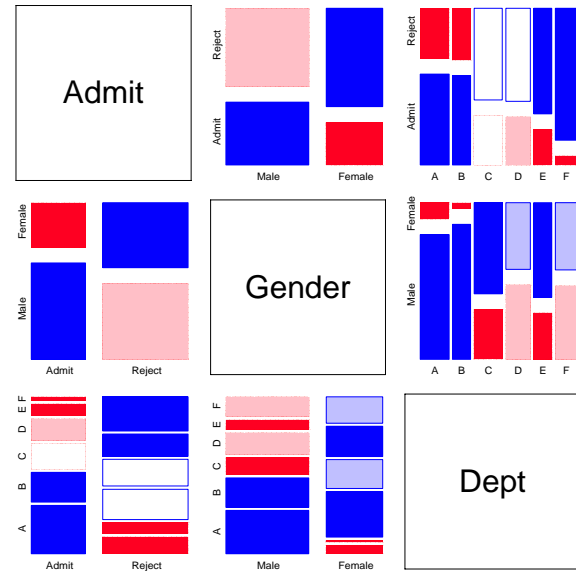 Admit
Reject
Admit
Male
Female
Reject
Admit
A B C D E F
Female
Male
Admit
Reject
Gender
Female
Male
A B C D E F
F
E
D
C
B
A
Admit
Reject
F
E
D
C
B
A
Male
Female
Dept